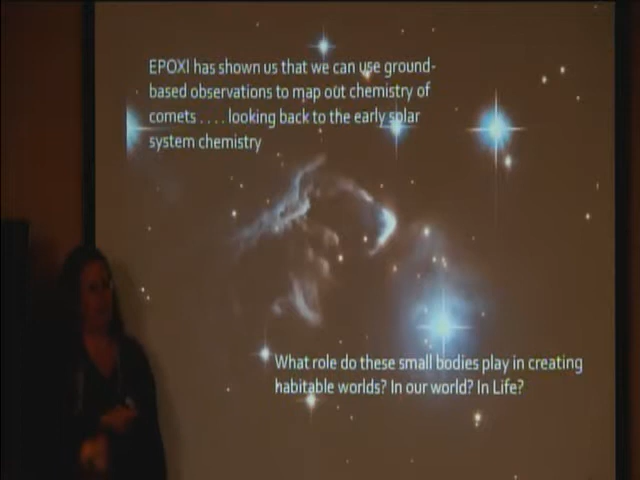 EPOXI has shown us that we can use ground-
based observations to map out chemistry of
comets . . . . looking back to the early solar
system chemistry
What role do these small bodies play in creating
habitable worlds? In our world? In Life?